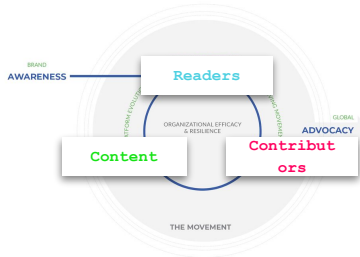 BRAND
AWARENESS
Readers
ORGANIZATIONAL EFFICACY
& RESILIENCE
GLOBAL
ADVOCACY
Content
Contribut
ors
THE MOVEMENT